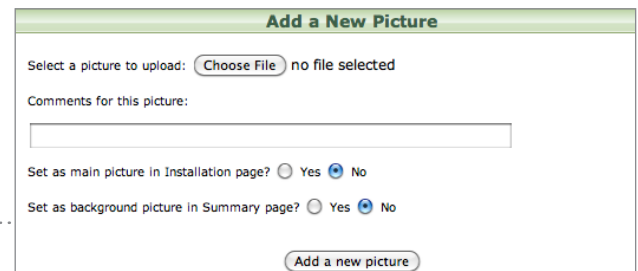 Add a New Picture
Select a picture to upload: Choose File no file selected
Comments for this picture:
Set as main picture in Installation page? Yes No
Set as background picture in Summary page? Yes No
Add a new picture